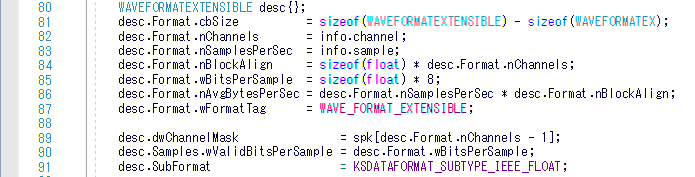 80 WAVEFORMATEXTENSIBLE desc{};
81 desc.Format.cbSize = sizeof(WAVEFORMATEXTENSIBLE) - sizeof(WAVEFORMATEX);
82 desc.Format.nChannels = info.channel;
83 desc.Format.nSamplesPerSec = info.sample;
84 desc.Format.nBlockAlign = sizeof(float) * desc.Format.nChannels;
85 desc.Format.wBitsPerSample = sizeof(float) * 8;
86 desc.Format.nAvgBytesPerSec = desc.Format.nSamplesPerSec * desc.Format.nBlockAlign;
87 desc.Format.wFormatTag = WAVE_FORMAT_EXTENSIBLE;
88
89 desc.dwChannelMask = spk[desc.Format.nChannels - 1];
90 desc.Samples.wValidBitsPerSample = desc.Format.wBitsPerSample;
91 desc.SubFormat = KSDATAFORMAT_SUBTYPE_IEEE_FLOAT;